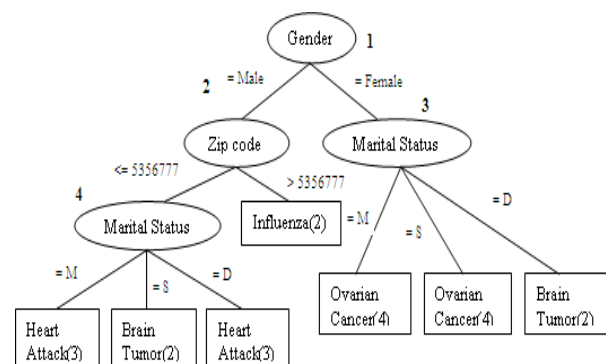 Gender 1
2 = Male = Female
3
Zip code Marital Status
<= 5356777 > 5356777
4
Marital Status Influenza(2) = M = S = D
= M = S = D
Ovarian Cancer(4)
Ovarian Cancer(4)
Brain Tumor(2)
Heart Attack(3)
Brain Tumor(2)
Heart Attack(3)